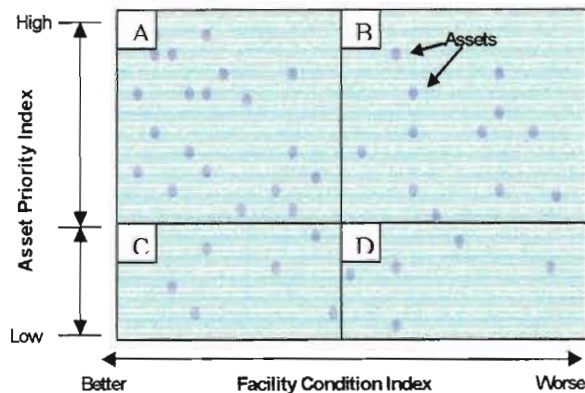 High
A
B
Assets
Asset Priority Index
C
D
Low
Better
Facility Condition Index
Worse